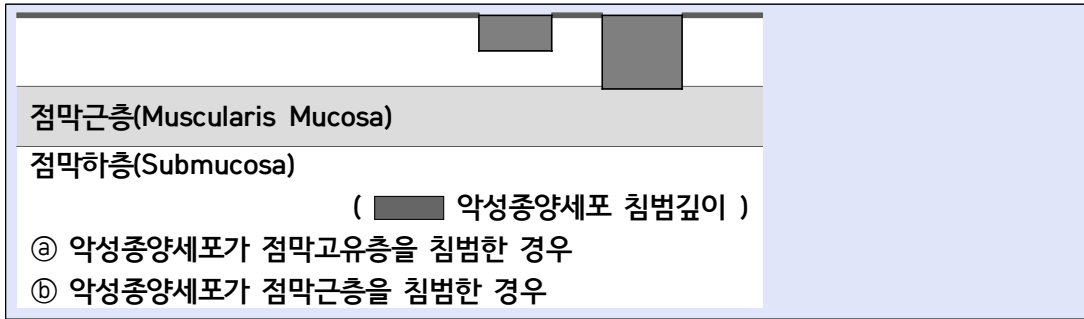 점막근층(Muscularis Mucosa)
점막하층(Submucosa)
( 악성종양세포 침범깊이 )
ⓐ 악성종양세포가 점막고유층을 침범한 경우
ⓑ 악성종양세포가 점막근층을 침범한 경우